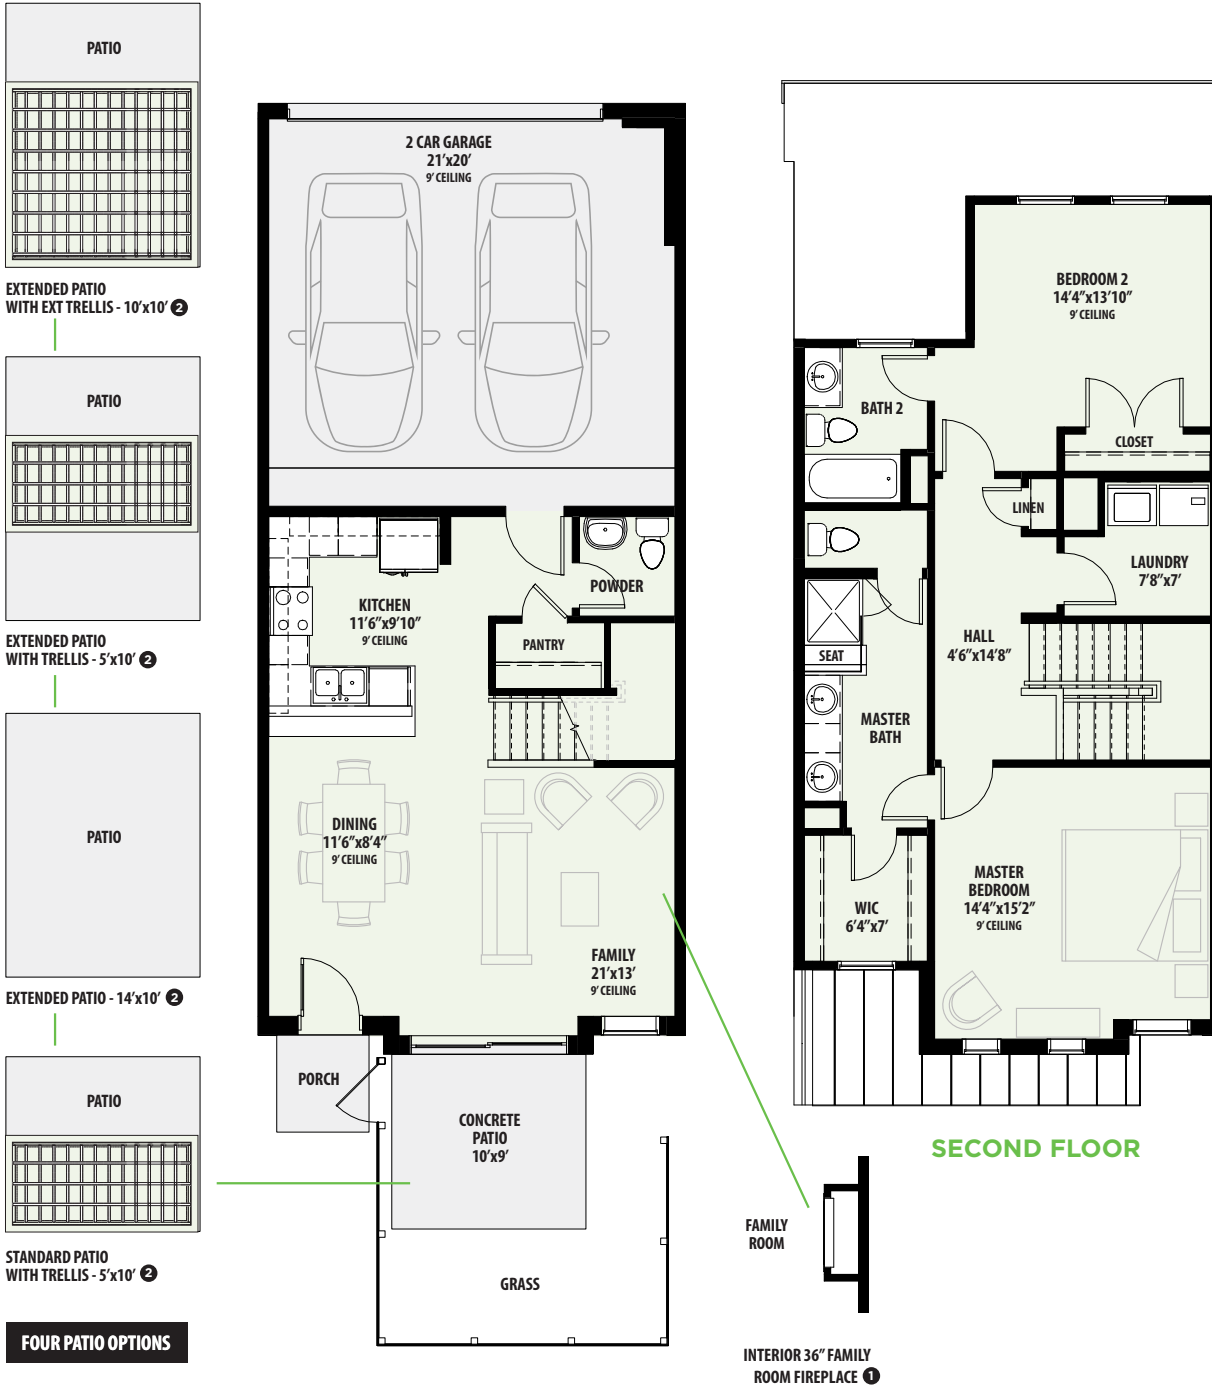 PATIO
EXTENDED PATIO
WITH EXT TRELLIS - 10'x10' 2
PATIO
EXTENDED PATIO
WITH TRELLIS - 5'x10' 2
PATIO
EXTENDED PATIO - 14'x10' 2
PATIO
STANDARD PATIO
WITH TRELLIS - 5'x10' 2
FOUR PATIO OPTIONS
2 CAR GARAGE
21'x20'
9' CEILING
POWDER
KITCHEN
11'6"x9'10"
9' CEILING
PANTRY
DINING
11'6"x8'4"
9' CEILING
FAMILY
21'x13'
9' CEILING
PORCH
CONCRETE
PATIO
10'x9'
GRASS
BEDROOM 2
14'4"x13'10"
9' CEILING
BATH 2
CLOSET
LINEN
LAUNDRY
7'8"x7'
HALL
4'6"x14'8"
SEAT
MASTER
BATH
MASTER
BEDROOM
14'4"x15'2"
9' CEILING
WIC
6'4"x7'
SECOND FLOOR
FAMILY
ROOM
INTERIOR 36" FAMILY
ROOM FIREPLACE 1